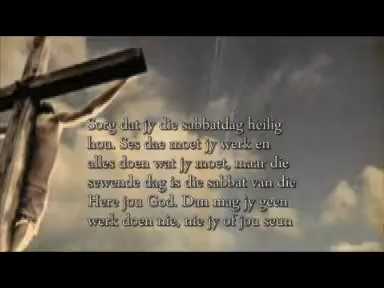 Sorg dat jy die sabbatdag heilig
hou. Ses dae moet jy werk en
alles doen wat jy moet, maar die
sewende dag is die sabbat van die
Here jou God. Dan mag jy geen
werk doen nie, nie jy of jou seun